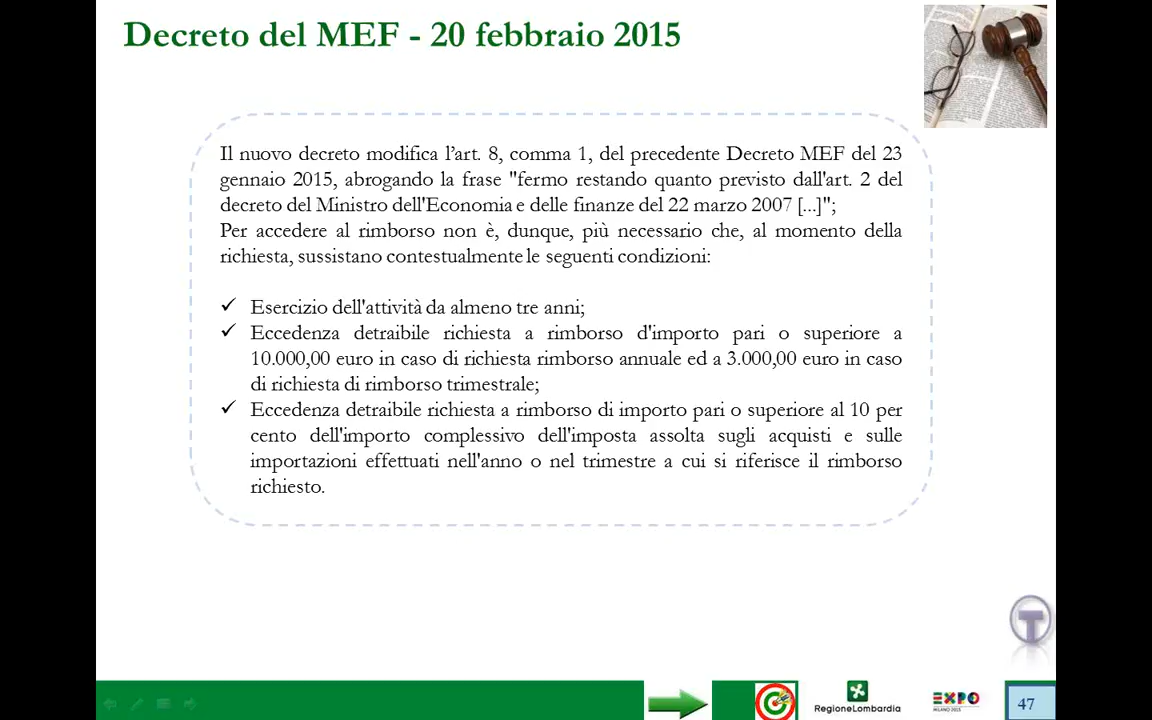 Decreto del MEF - 20 febbraio 2015
Il nuovo decreto modifica l’art. 8, comma 1, del precedente Decreto MEF del 23
gennaio 2015, abrogando la frase "fermo restando quanto previsto dall'art. 2 del
decreto del Ministro dell'Economia e delle finanze del 22 marzo 2007 [...]";
Per accedere al rimborso non è, dunque, più necessario che, al momento della
richiesta, sussistano contestualmente le seguenti condizioni:
✓ Esercizio dell'attività da almeno tre anni;
✓ Eccedenza detraibile richiesta a rimborso d'importo pari o superiore a
10.000,00 euro in caso di richiesta rimborso annuale ed a 3.000,00 euro in caso
di richiesta di rimborso trimestrale;
✓ Eccedenza detraibile richiesta a rimborso di importo pari o superiore al 10 per
cento dell'importo complessivo dell'imposta assolta sugli acquisti e sulle
importazioni effettuati nell'anno o nel trimestre a cui si riferisce il rimborso
richiesto.
T
RegioneLombardia
EXPO
MILANO 2015
47